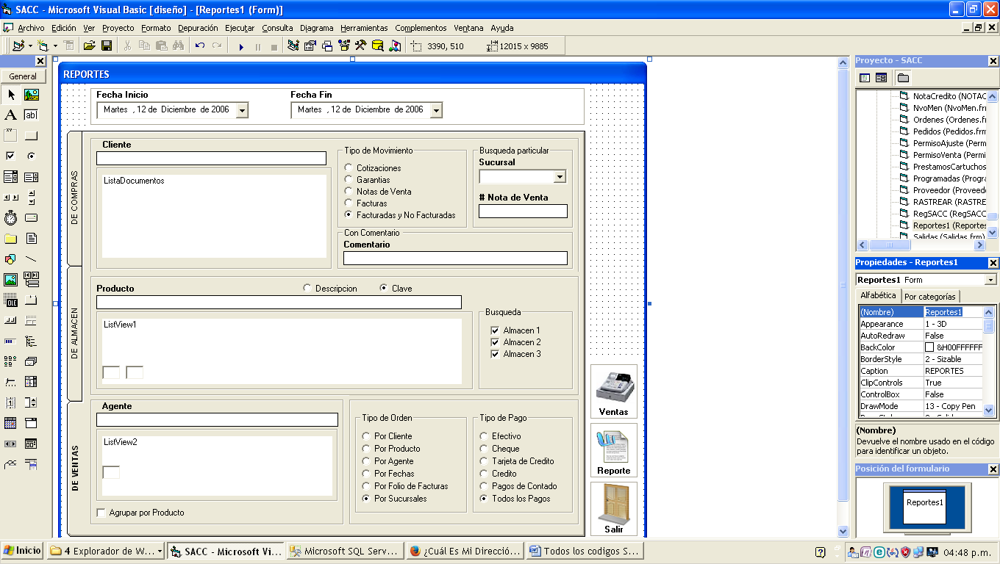 SACC - Microsoft Visual Basic [diseño] - [Reportes1 (Form)]
Archivo Edición Ver Proyecto Formato Depuración Ejecutar Consulta Diagrama Herramientas Complementos Ventana Ayuda
3390, 510
12015 x 9885
General
REPORTES
Fecha Inicio
Martes , 12 de Diciembre de 2006
Fecha Fin
Martes , 12 de Diciembre de 2006
DE COMPRAS
DE ALMACEN
DE VENTAS
Cliente
ListaDocumentos
Tipo de Movimiento
Cotizaciones
Garantias
Notas de Venta
Facturas
Facturadas y No Facturadas
Busqueda particular
Sucursal
# Nota de Venta
Con Comentario
Comentario
Producto
Descripcion
Clave
ListView1
Busqueda
Almacen 1
Almacen 2
Almacen 3
Agente
ListView2
Agrupar por Producto
Tipo de Orden
Por Cliente
Por Producto
Por Agente
Por Fechas
Por Folio de Facturas
Por Sucursales
Tipo de Pago
Efectivo
Cheque
Tarjeta de Credito
Credito
Pagos de Contado
Todos los Pagos
Ventas
Reporte
Salir
Proyecto - SACC
NotaCredito (NOTAC
NvoMen (NvoMen.fr
Ordenes (Ordenes.fr
Pedidos (Pedidos.frm
PermisoAjuste (Permi
PermisoVenta (Permi
PrestamosCartuchos
Programadas (Progra
Proveedor (Proveedo
RASTREAR (RASTRE
RegSACC (RegSACC
Reportes1 (Reportes
Salidas (Salidas.frm)
Propiedades - Reportes1
Reportes1 Form
Alfabética
Por categorías
(Nombre) Reportes1
Appearance 1 - 3D
AutoRedraw False
BackColor &H00FFFFFF
BorderStyle 2 - Sizable
Caption REPORTES
ClipControls True
ControlBox False
DrawMode 13 - Copy Pen
(Nombre)
Devuelve el nombre usado en el código
para identificar un objeto.
Posición del formulario
Reportes1
Inicio
4 Explorador de W...
SACC - Microsoft Vi...
Microsoft SQL Serv...
¿Cuál Es Mi Direcció...
Todos los codigos S...
04:48 p.m.